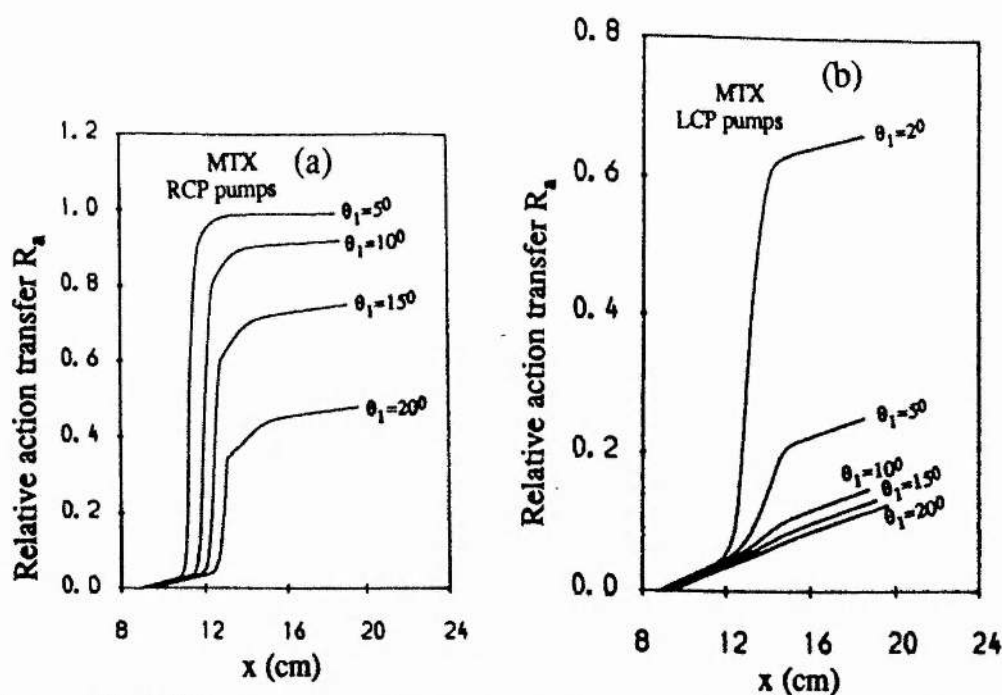 (a)
MTX
RCP pumps
Relative action transfer Rₐ
1.2
1.0
0.8
0.6
0.4
0.2
0.0
θ₁=5⁰
θ₁=10⁰
θ₁=15⁰
θ₁=20⁰
8 12 16 20 24
x (cm)
(b)
MTX
LCP pumps
Relative action transfer Rₐ
0.8
0.6
0.4
0.2
0.0
θ₁=2⁰
θ₁=5⁰
θ₁=10⁰
θ₁=15⁰
θ₁=20⁰
8 12 16 20 24
x (cm)